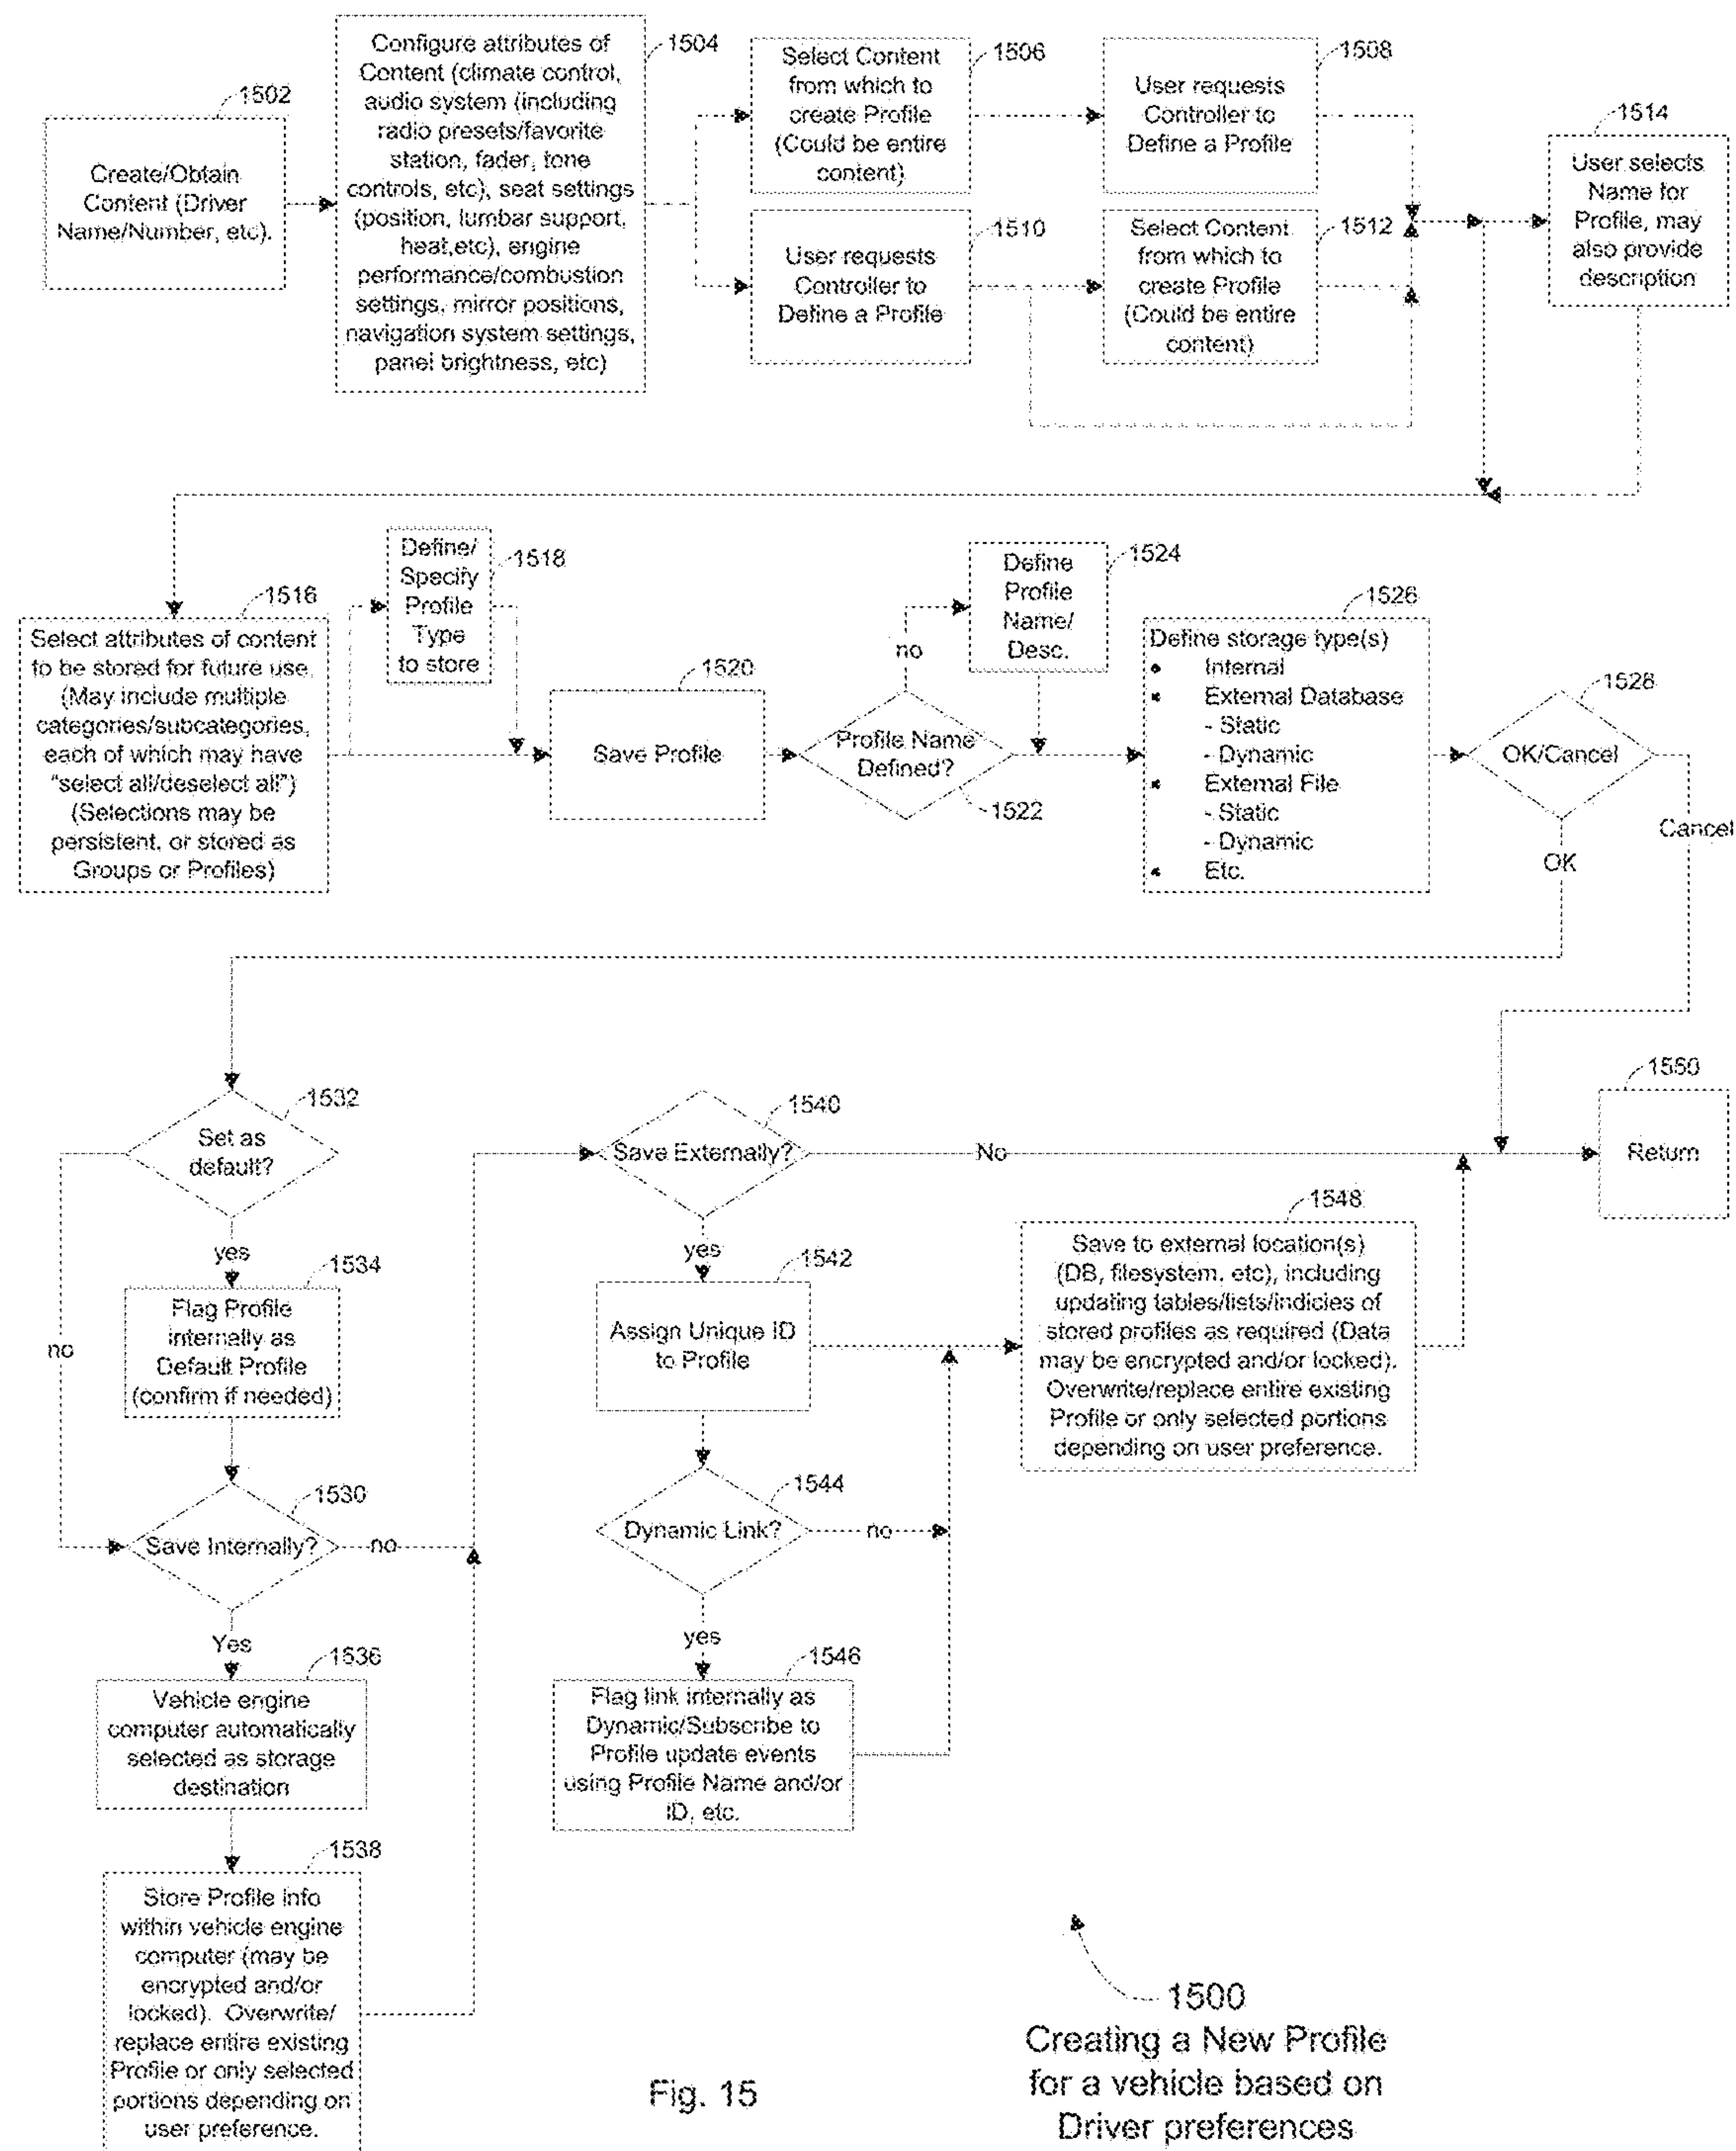 1502
Create/Obtain
Content (Driver
Name/Number, etc).
1504
Configure attributes of
Content (climate control,
audio system (including
radio presets/favorite
station, fader, tone
controls, etc), seat settings
(position, lumbar support,
heat,etc), engine
performance/combustion
settings, mirror positions,
navigation system settings,
panel brightness, etc)
1506
Select Content
from which to
create Profile
(Could be entire
content)
1508
User requests
Controller to
Define a Profile
1510
User requests
Controller to
Define a Profile
1512
Select Content
from which to
create Profile
(Could be entire
content)
1514
User selects
Name for
Profile, may
also provide
description
1516
Select attributes of content
to be stored for future use.
(May include multiple
categories/subcategories,
each of which may have
"select all/deselect all")
(Selections may be
persistent, or stored as
Groups or Profiles)
1518
Define/
Specify
Profile
Type
to store
1520
Save Profile
1522
Profile Name
Defined?
no
1524
Define
Profile
Name/
Desc.
1526
Define storage type(s)
• Internal
• External Database
- Static
- Dynamic
• External File
- Static
- Dynamic
• Etc.
1528
OK/Cancel
Cancel
OK
1532
Set as
default?
yes
no
1534
Flag Profile
internally as
Default Profile
(confirm if needed)
1530
Save Internally?
no
Yes
1536
Vehicle engine
computer automatically
selected as storage
destination
1538
Store Profile info
within vehicle engine
computer (may be
encrypted and/or
locked). Overwrite/
replace entire existing
Profile or only selected
portions depending on
user preference.
1540
Save Externally?
No
yes
1542
Assign Unique ID
to Profile
1544
Dynamic Link?
no
yes
1546
Flag link internally as
Dynamic/Subscribe to
Profile update events
using Profile Name and/or
ID, etc.
1548
Save to external location(s)
(DB, filesystem, etc), including
updating tables/lists/indicies of
stored profiles as required (Data
may be encrypted and/or locked).
Overwrite/replace entire existing
Profile or only selected portions
depending on user preference.
1550
Return
Fig. 15
1500
Creating a New Profile
for a vehicle based on
Driver preferences